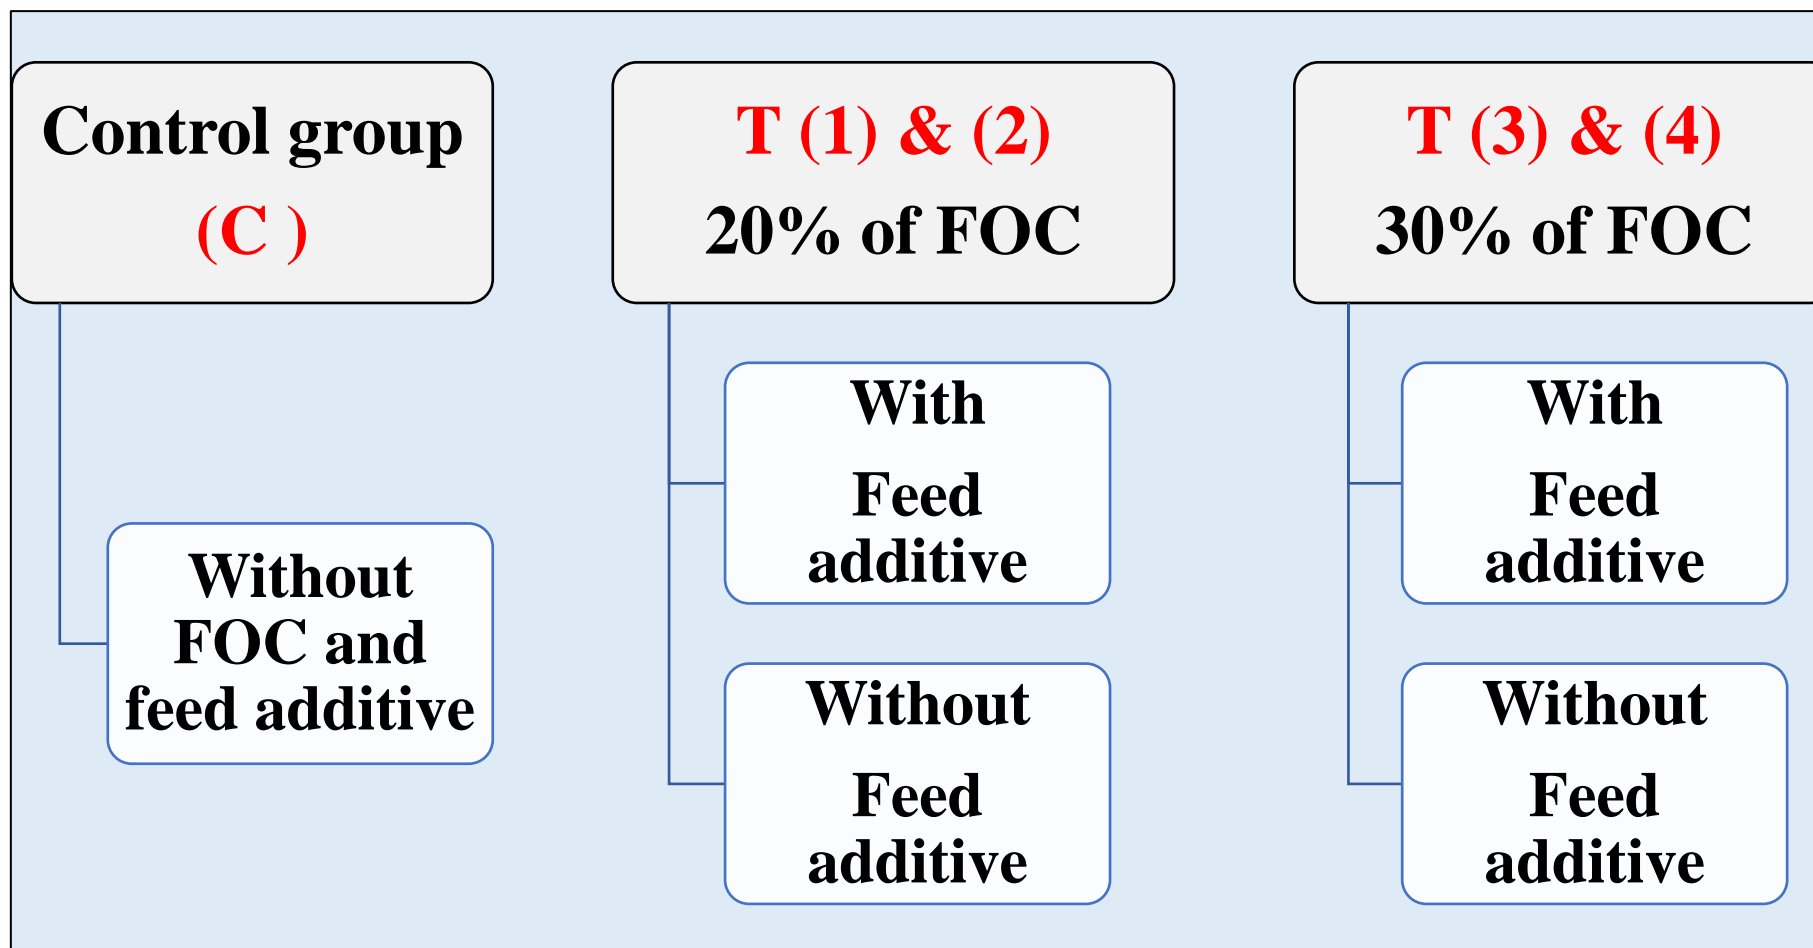 Control group
(C )
Without
FOC and
feed additive
T (1) & (2)
20% of FOC
With
Feed
additive
Without
Feed
additive
T (3) & (4)
30% of FOC
With
Feed
additive
Without
Feed
additive